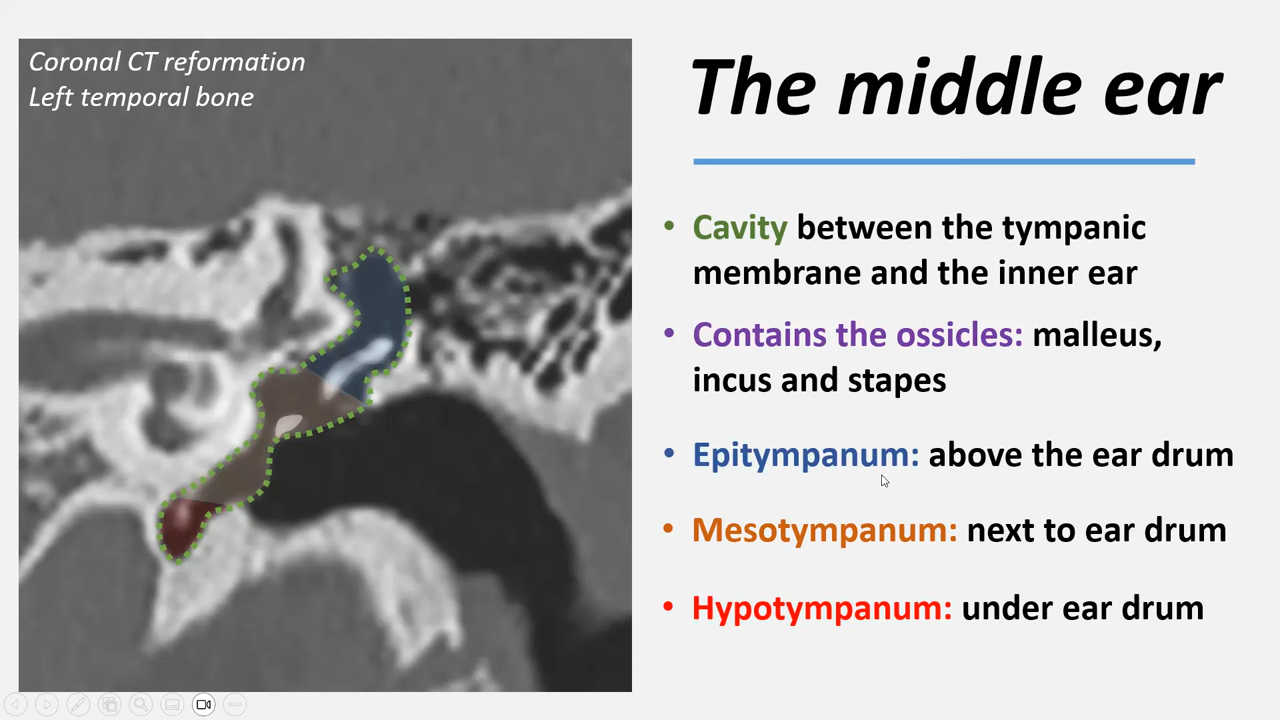 Coronal CT reformation
Left temporal bone
The middle ear
• Cavity between the tympanic
membrane and the inner ear
• Contains the ossicles: malleus,
incus and stapes
• Epitympanum: above the ear drum
• Mesotympanum: next to ear drum
• Hypotympanum: under ear drum